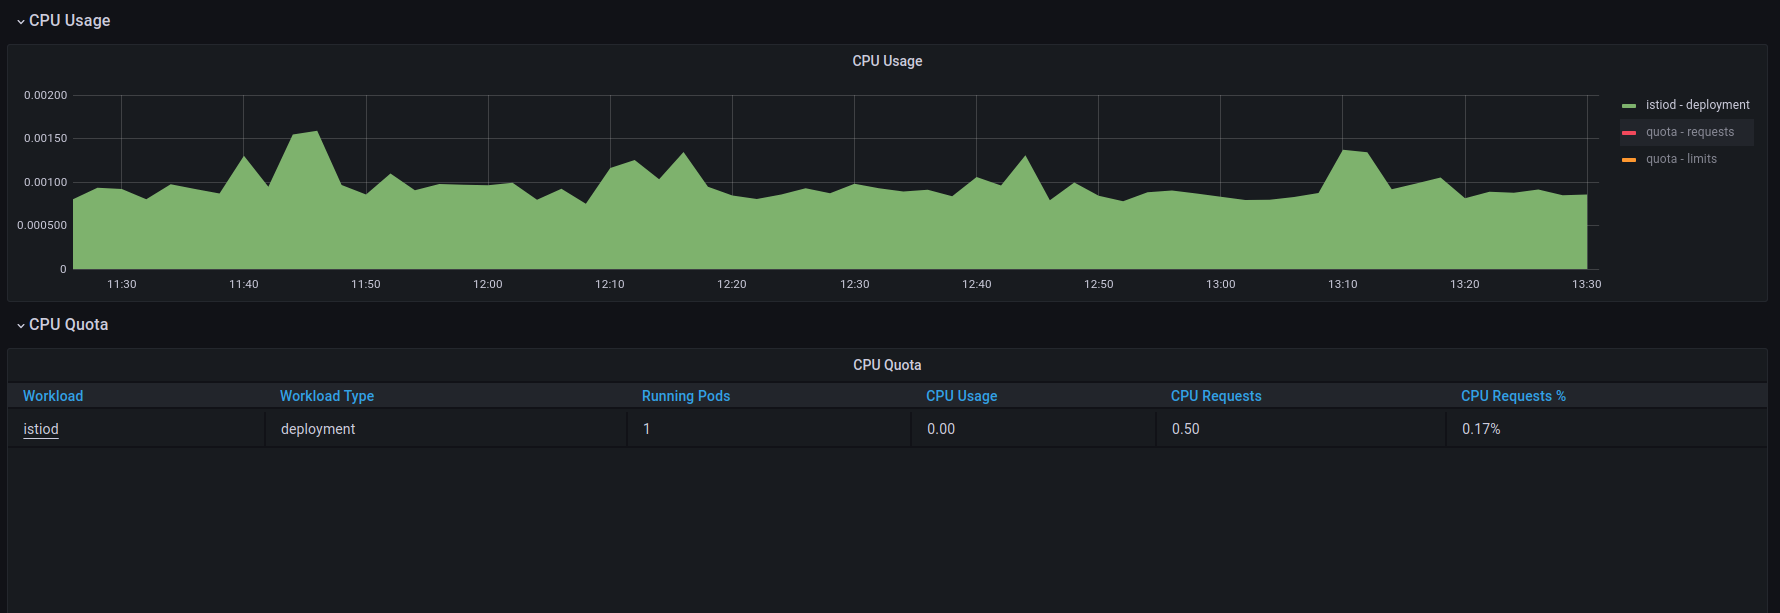 CPU Usage
CPU Usage
0.00200
0.00150
0.00100
0.000500
0
11:30 11:40 11:50 12:00 12:10 12:20 12:30 12:40 12:50 13:00 13:10 13:20 13:30
istiod - deployment
quota - requests
quota - limits
CPU Quota
CPU Quota
Workload Workload Type Running Pods CPU Usage CPU Requests CPU Requests %
istiod deployment 1 0.00 0.50 0.17%